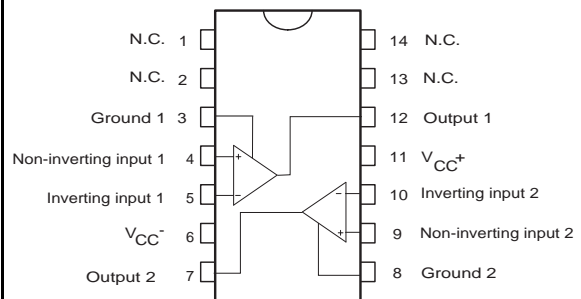 N.C. 1
14 N.C.
N.C. 2
13 N.C.
Ground 1 3
12 Output 1
Non-inverting input 1 4
+
11 VCC+
Inverting input 1 5
-
-
10 Inverting input 2
VCC- 6
+
9 Non-inverting input 2
Output 2 7
8 Ground 2